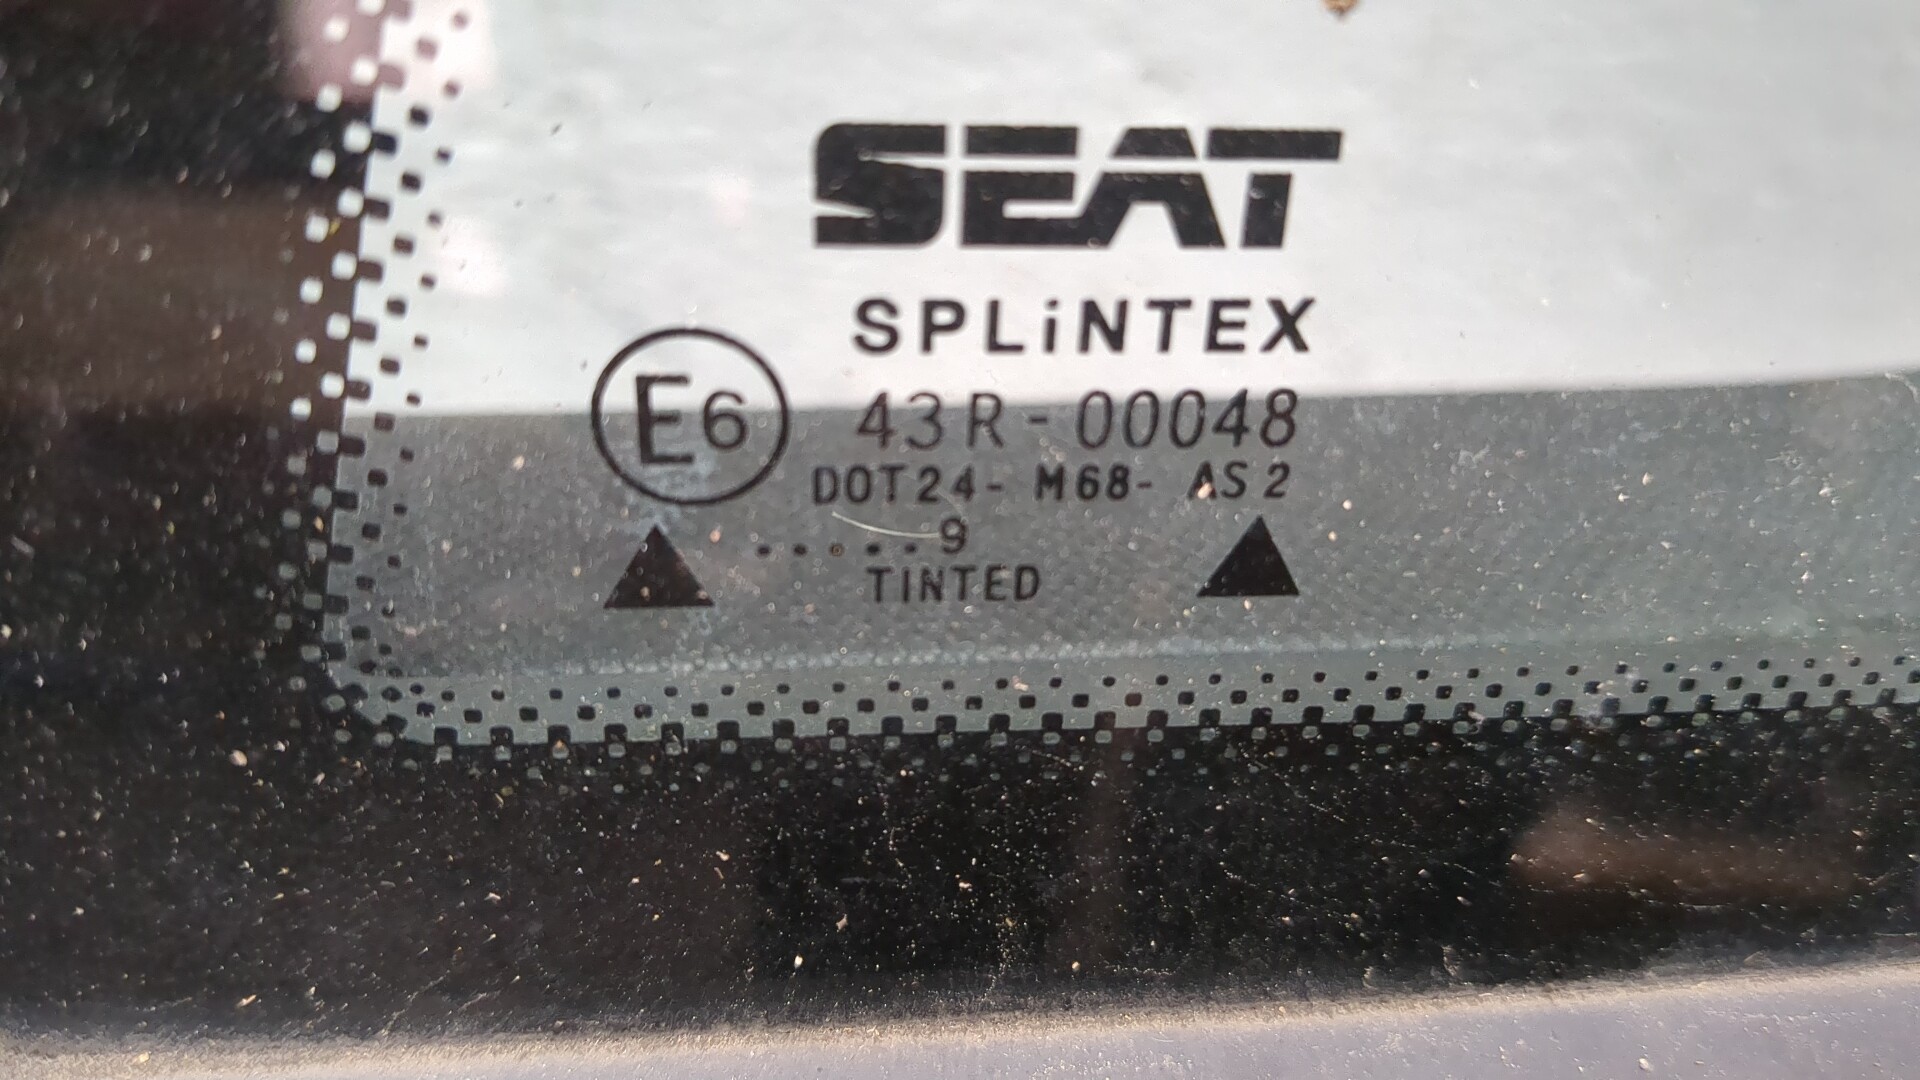 SEAT
SPLiNTEX
E6 43R-00048
DOT24- M68- AS2
......9
TINTED